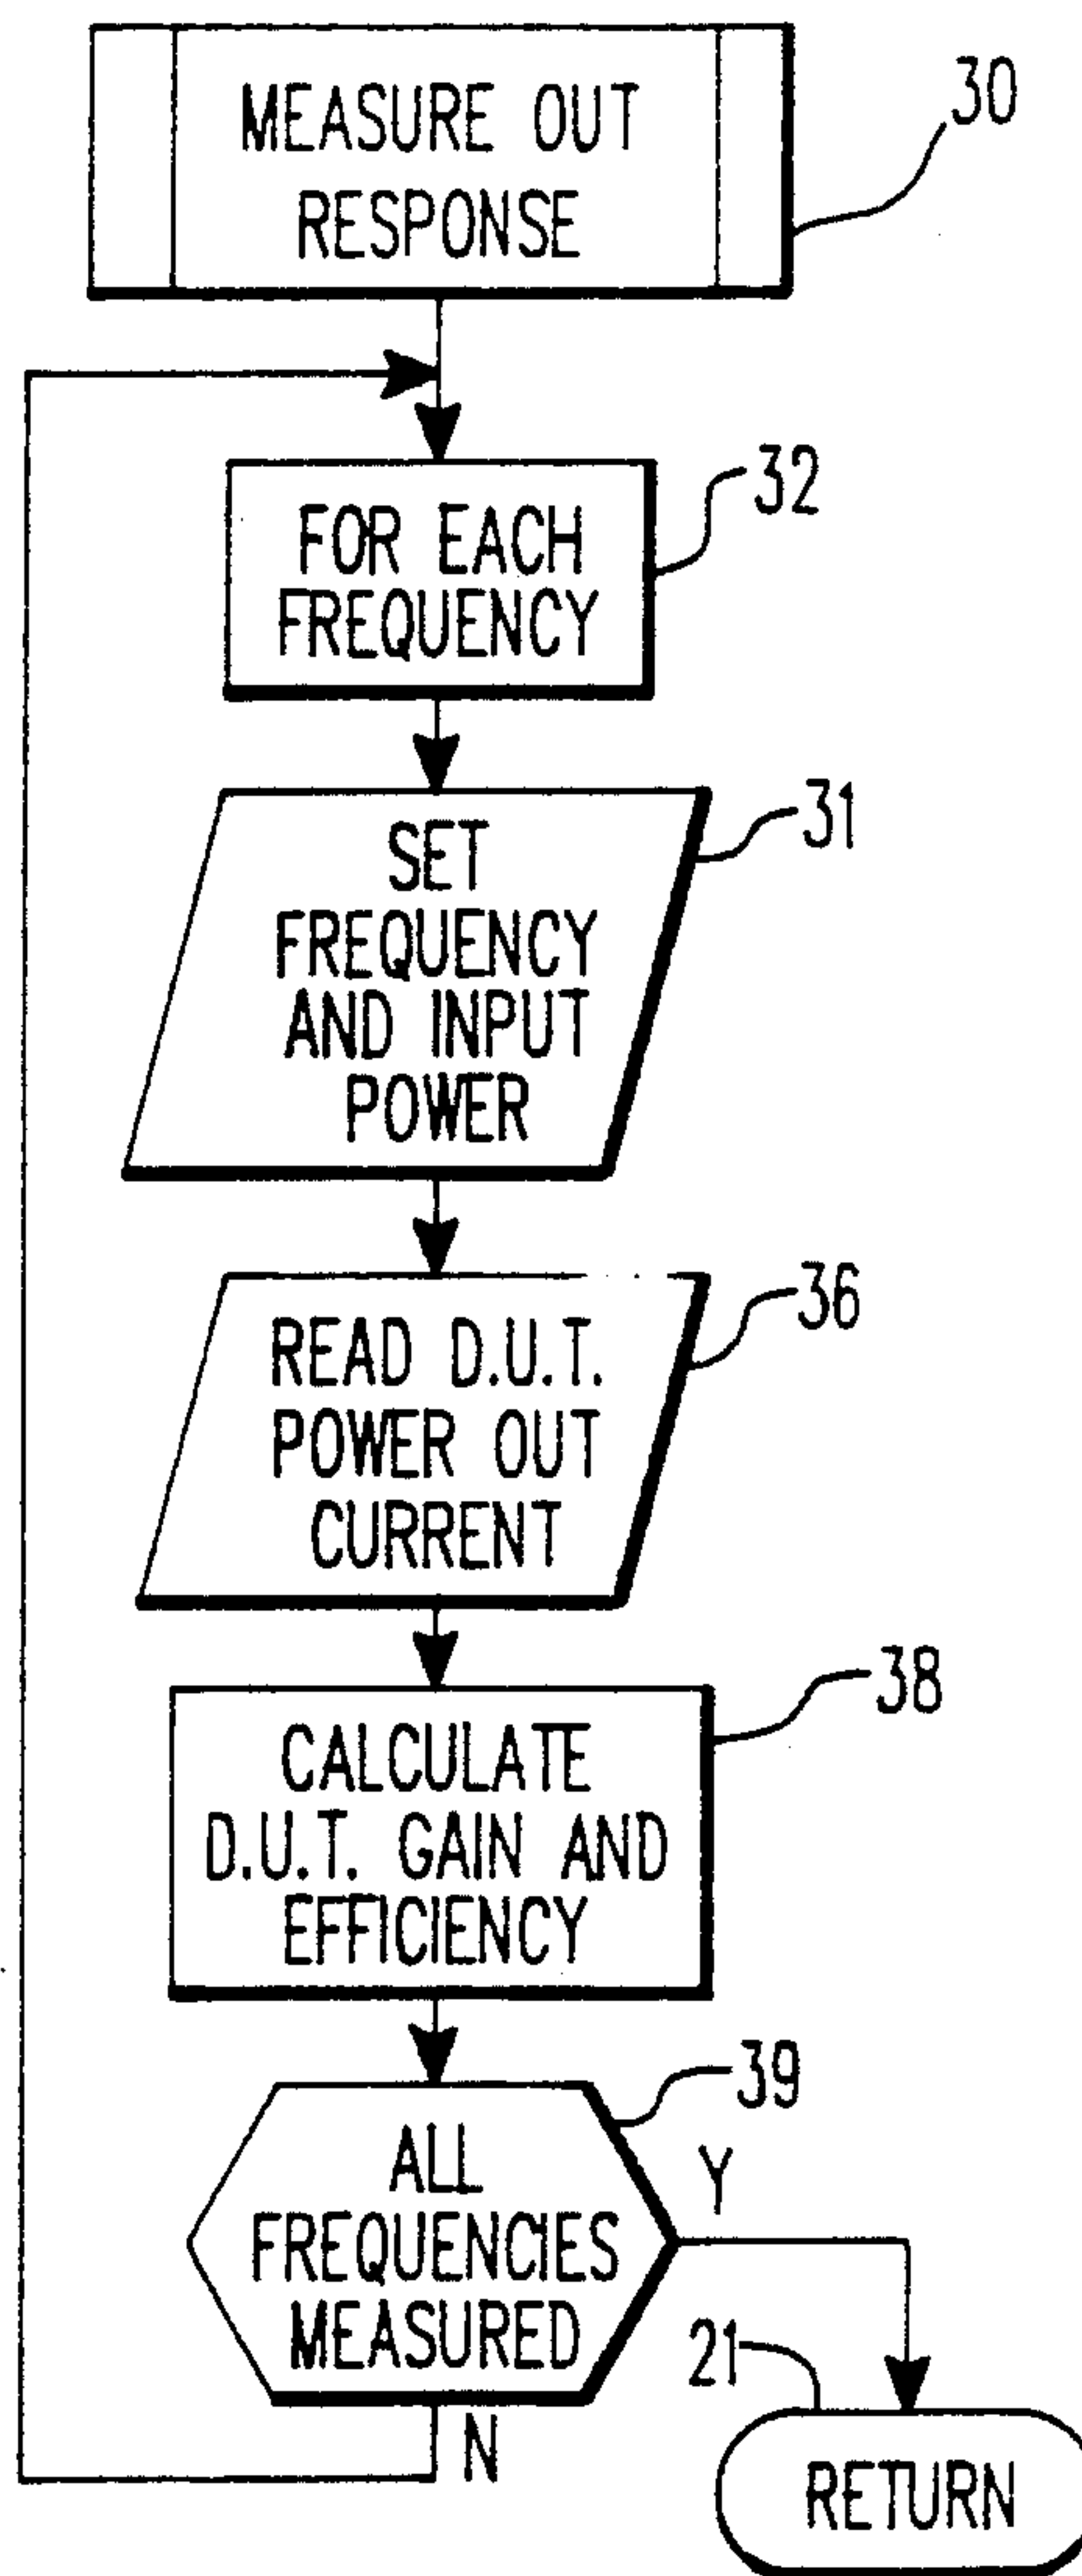 MEASURE OUT
RESPONSE
30
FOR EACH
FREQUENCY
32
SET
FREQUENCY
AND INPUT
POWER
31
READ D.U.T.
POWER OUT
CURRENT
36
CALCULATE
D.U.T. GAIN AND
EFFICIENCY
38
ALL
FREQUENCIES
MEASURED
39
Y
N
21
RETURN